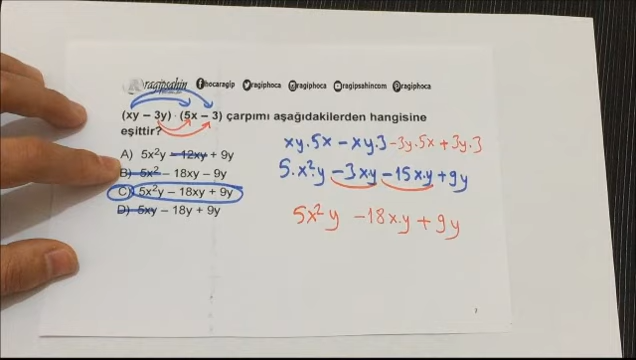 ragipsahin hocaragip ragiphoca ragiphoca ragipsahincom ragiphoca
(xy – 3y) · (5x – 3) çarpımı aşağıdakilerden hangisine
eşittir?
xy.5x – xy.3 – 3y.5x + 3y.3
A) 5x²y – 12xy + 9y
5.x²y – 3xy – 15x.y + 9y
B) 5x² – 18xy – 9y
C) 5x²y – 18xy + 9y
D) 5xy – 18y + 9y
5x²y – 18x.y + 9y